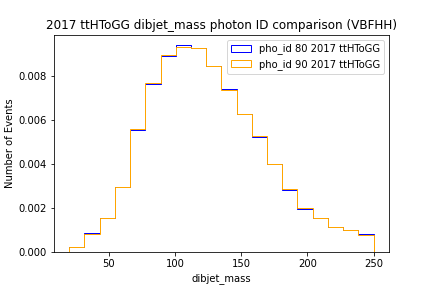 2017 ttHToGG dibjet_mass photon ID comparison (VBFHH)
pho_id 80 2017 ttHToGG
pho_id 90 2017 ttHToGG
Number of Events
0.008
0.006
0.004
0.002
0.000
50 100 150 200 250
dibjet_mass